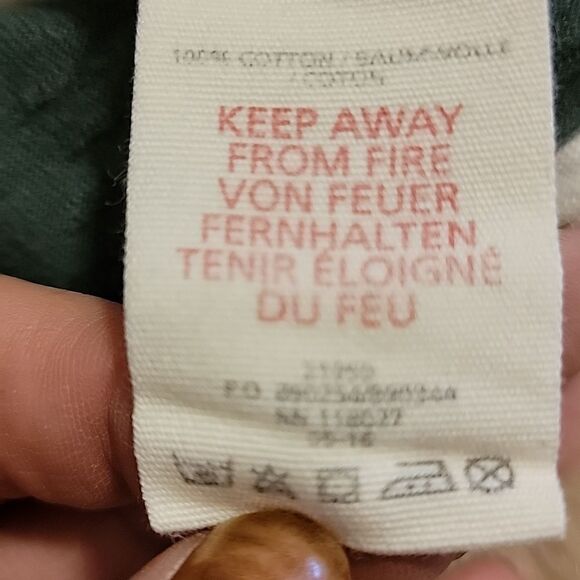 100% COTTON / BAUMWOLLE
/ COTON
KEEP AWAY
FROM FIRE
VON FEUER
FERNHALTEN
TENIR ÉLOIGNÉ
DU FEU
P.O.